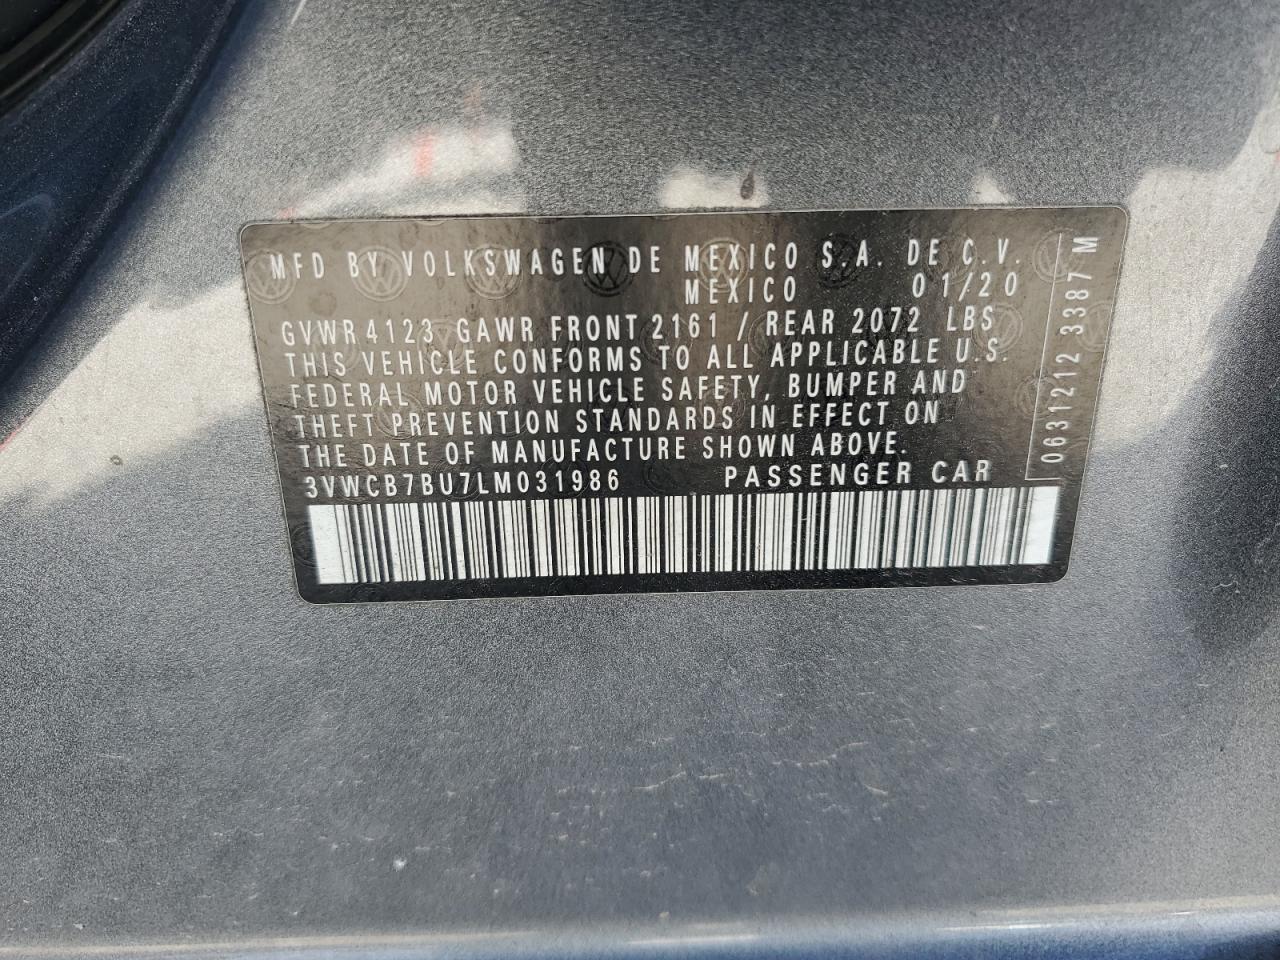 MFD BY VOLKSWAGEN DE MEXICO S.A. DE C.V.
MEXICO 01/20
GVWR 4123 GAWR FRONT 2161 / REAR 2072 LBS
THIS VEHICLE CONFORMS TO ALL APPLICABLE U.S.
FEDERAL MOTOR VEHICLE SAFETY, BUMPER AND
THEFT PREVENTION STANDARDS IN EFFECT ON
THE DATE OF MANUFACTURE SHOWN ABOVE.
3VWCB7BU7LM031986 PASSENGER CAR
0631212 3387 M